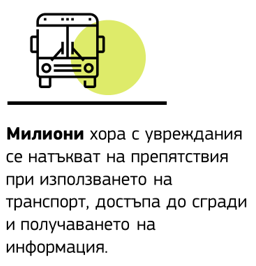 Милиони хора с увреждания
се натъкват на препятствия
при използването на
транспорт, достъпа до сгради
и получаването на
информация.